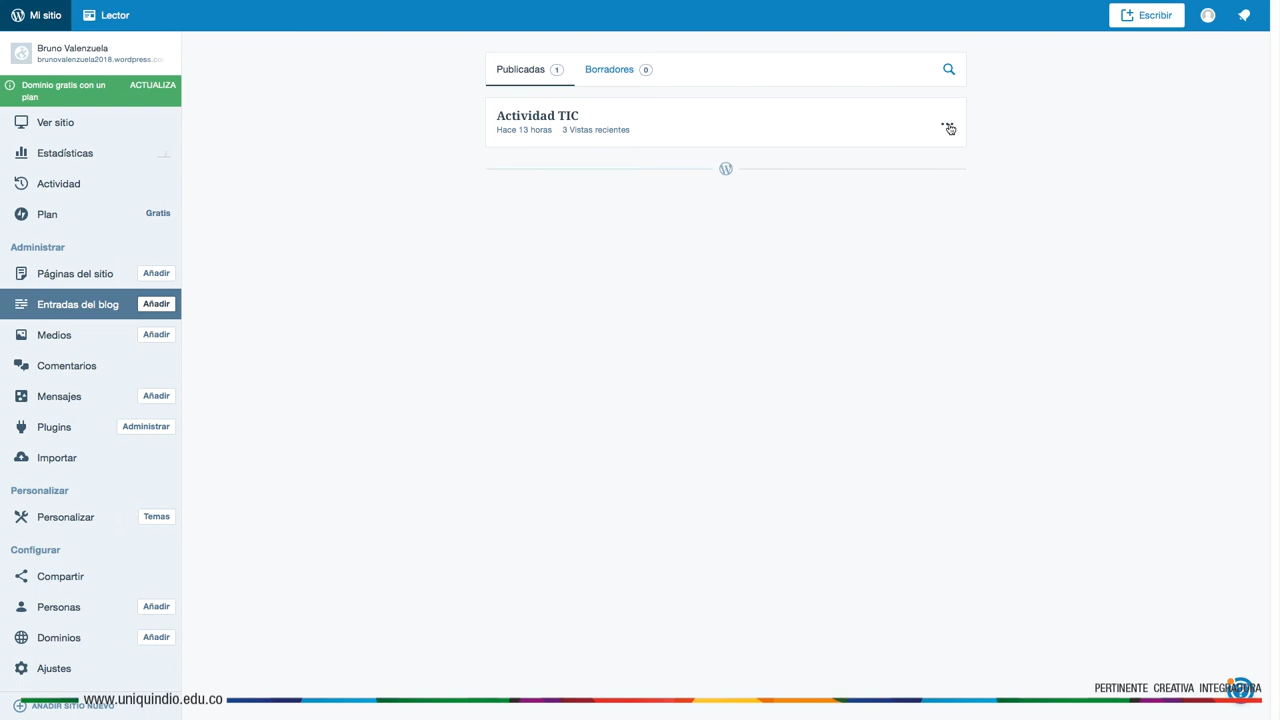 Mi sitio
Lector
Escribir
Bruno Valenzuela
brunovalenzuela2018.wordpress.co
Dominio gratis con un plan
ACTUALIZA
Publicadas 1
Borradores 0
Actividad TIC
Hace 13 horas
3 Vistas recientes
Ver sitio
Estadísticas
Actividad
Plan
Gratis
Administrar
Páginas del sitio
Añadir
Entradas del blog
Añadir
Medios
Añadir
Comentarios
Mensajes
Añadir
Plugins
Administrar
Importar
Personalizar
Personalizar
Temas
Configurar
Compartir
Personas
Añadir
Dominios
Añadir
Ajustes
AÑADIR SITIO NUEVO
www.uniquindio.edu.co
PERTINENTE CREATIVA INTEGRADORA